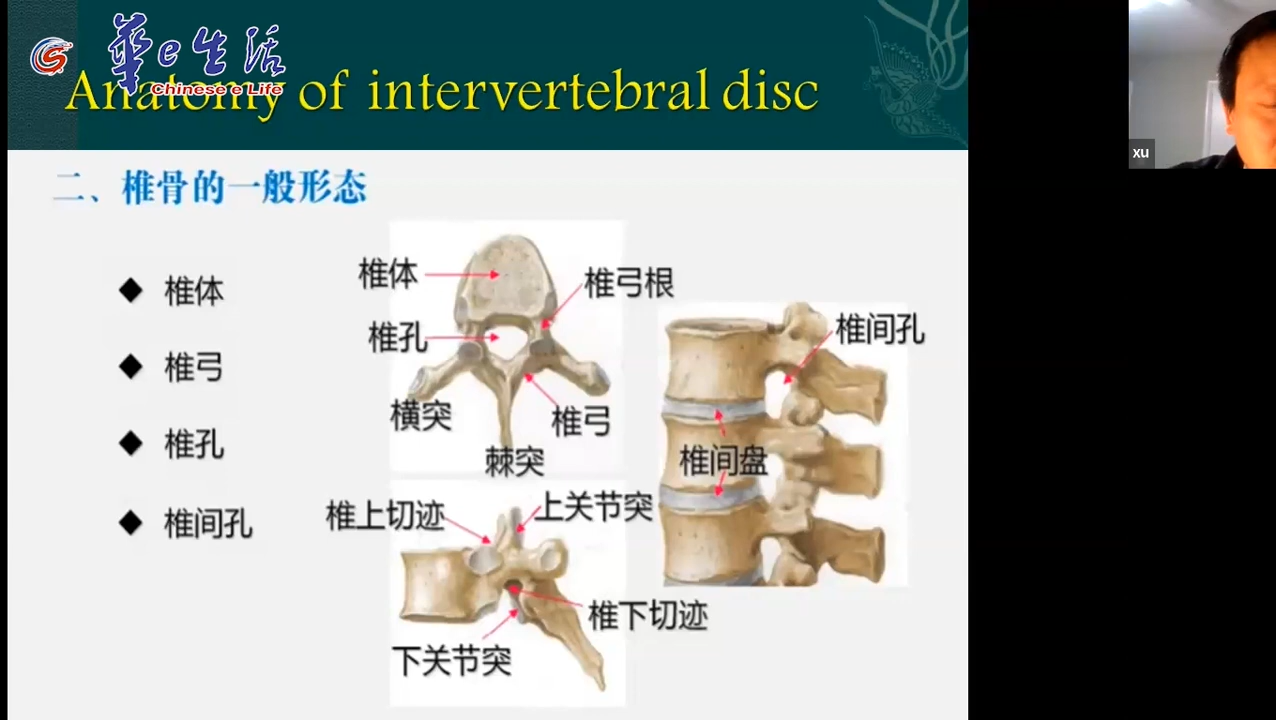 華e生活
Chinese e Life
Anatomy of intervertebral disc
xu
二、椎骨的一般形态
◆ 椎体
◆ 椎弓
◆ 椎孔
◆ 椎间孔
椎体
椎弓根
椎孔
横突
椎弓
棘突
椎间孔
椎间盘
椎上切迹
上关节突
椎下切迹
下关节突